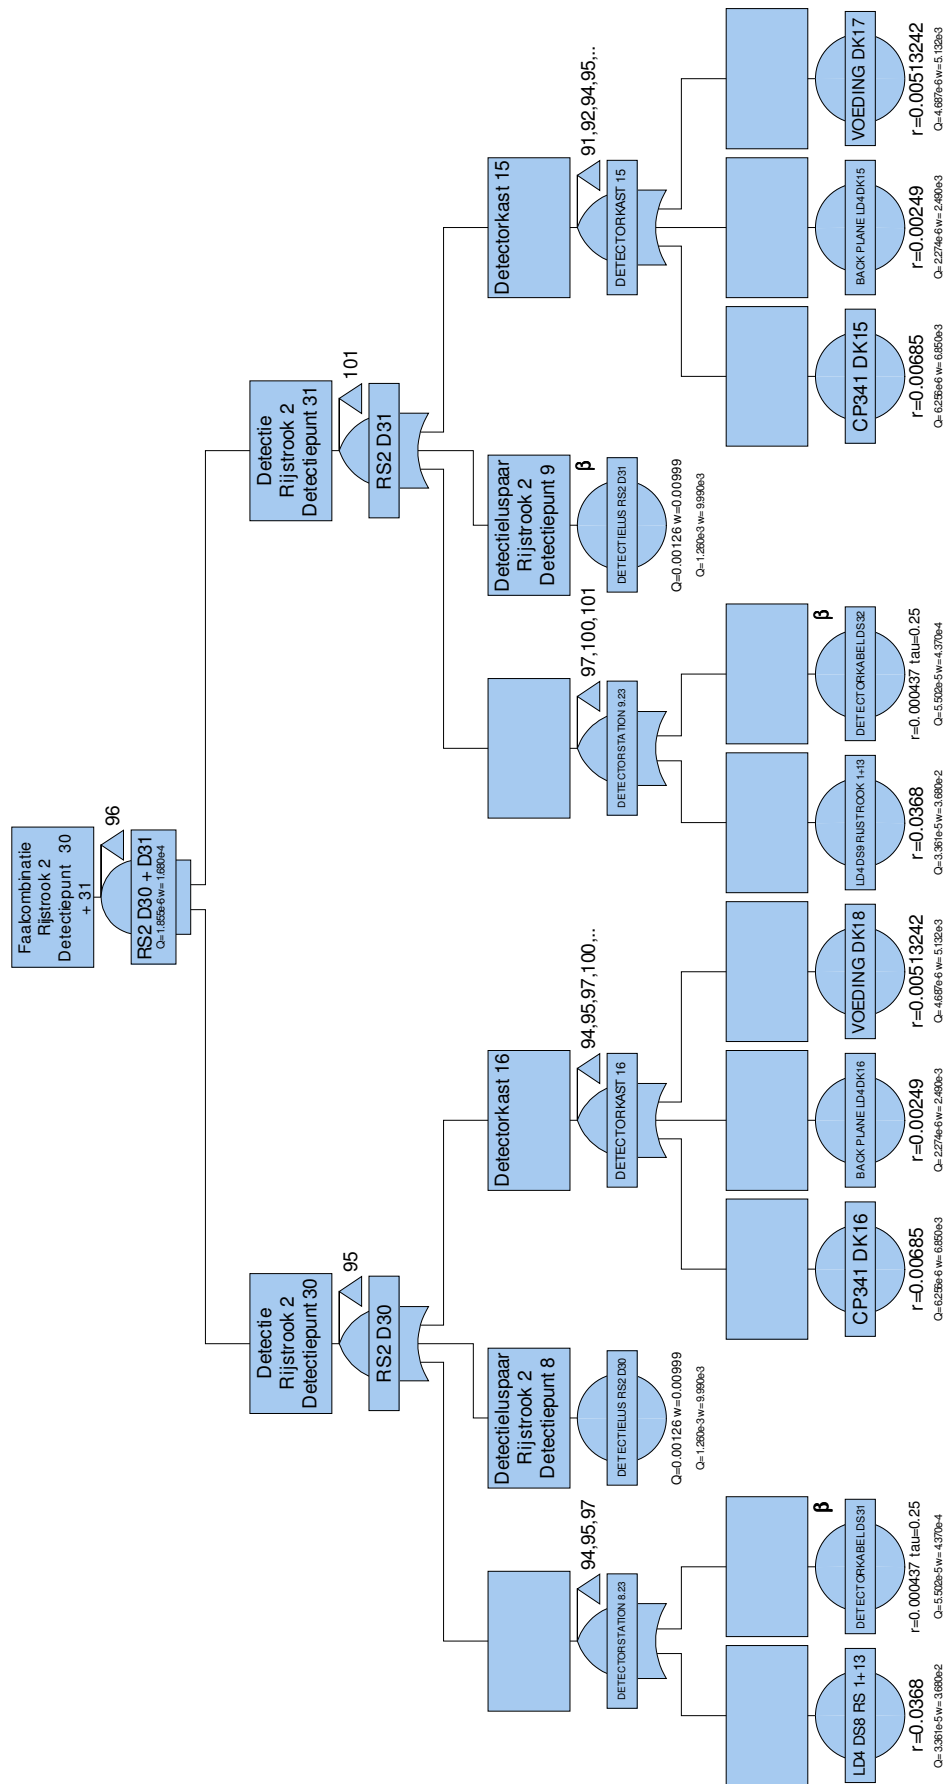 Faalcombinatie
Rijstrook 2
Detectiepunt 30
+ 31
96
RS2 D30 + D31
Q=1.855e-6 w=1.680e-4
Detectie
Rijstrook 2
Detectiepunt 30
95
RS2 D30
Detectie
Rijstrook 2
Detectiepunt 31
101
RS2 D31
94,95,97
DETECTORSTATION 8.23
Detectieluspaar
Rijstrook 2
Detectiepunt 8
DETECTIELUS RS2 D30
Q=0.00126 w=0.00999
Q=1.260e-3 w=9.990e-3
Detectorkast 16
94,95,97,100,..
DETECTORKAST 16
97,100,101
DETECTORSTATION 9.23
Detectieluspaar
Rijstrook 2
Detectiepunt 9
β
DETECTIELUS RS2 D31
Q=0.00126 w=0.00999
Q=1.260e-3 w=9.990e-3
Detectorkast 15
91,92,94,95,..
DETECTORKAST 15
LD4 DS8 RS 1+13
r=0.0368
Q=3.361e-5 w=3.680e-2
β
DETECTORKABEL DS31
r=0.000437 tau=0.25
Q=5.502e-5 w=4.370e-4
CP341 DK16
r=0.00685
Q=6.256e-6 w=6.850e-3
BACK PLANE LD4 DK16
r=0.00249
Q=2.274e-6 w=2.490e-3
VOEDING DK18
r=0.00513242
Q=4.687e-6 w=5.132e-3
LD4 DS9 RIJSTROOK 1+13
r=0.0368
Q=3.361e-5 w=3.680e-2
β
DETECTORKABEL DS32
r=0.000437 tau=0.25
Q=5.502e-5 w=4.370e-4
CP341 DK15
r=0.00685
Q=6.256e-6 w=6.850e-3
BACK PLANE LD4 DK15
r=0.00249
Q=2.274e-6 w=2.490e-3
VOEDING DK17
r=0.00513242
Q=4.687e-6 w=5.132e-3